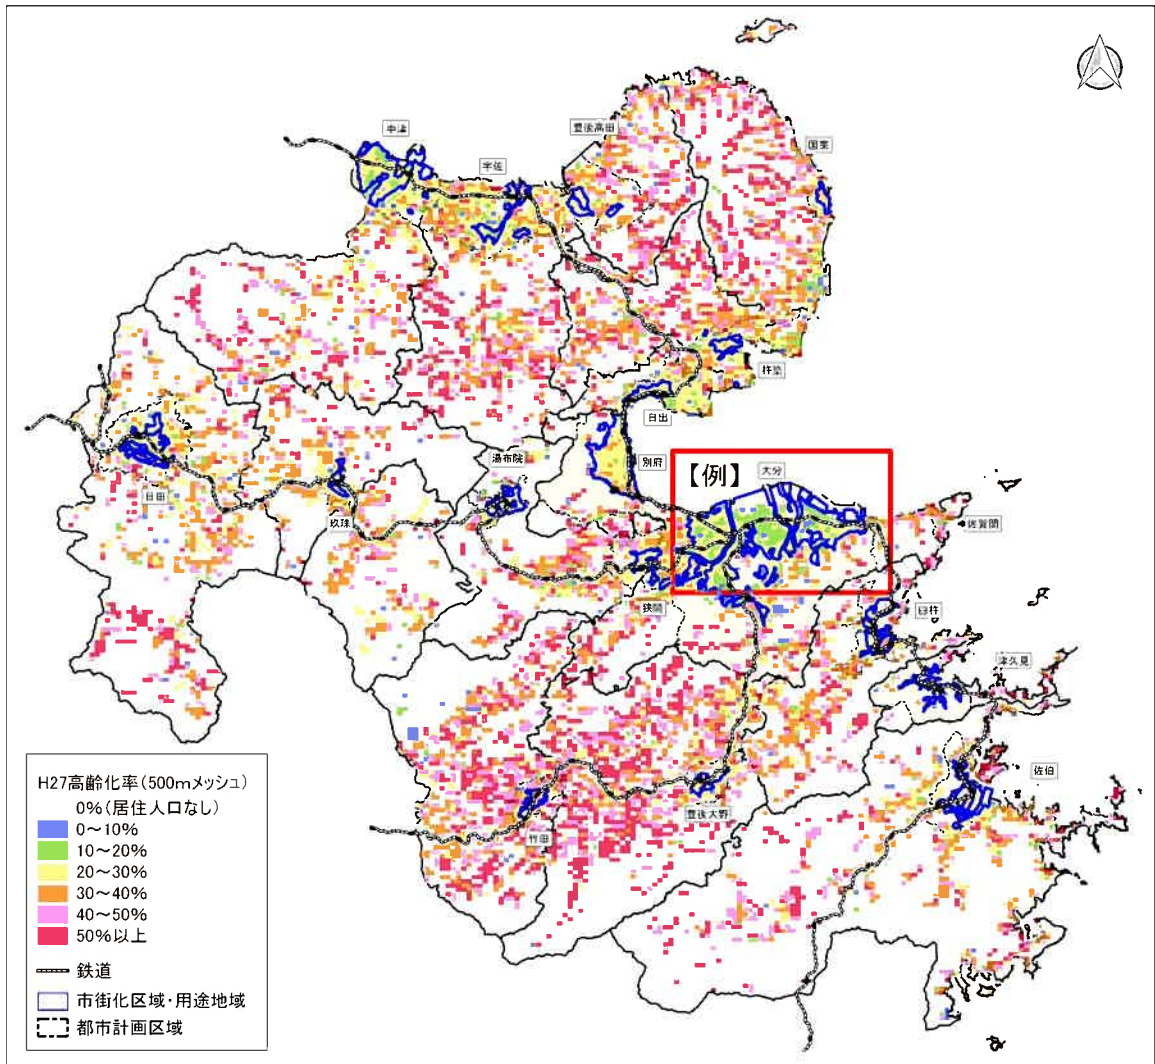 中津
豊後高田
宇佐
国東
杵築
日出
湯布院
別府
【例】
大分
日田
玖珠
佐賀関
挾間
臼杵
津久見
佐伯
豊後大野
竹田
H27高齢化率(500mメッシュ)
0%(居住人口なし)
0～10%
10～20%
20～30%
30～40%
40～50%
50%以上
鉄道
市街化区域・用途地域
都市計画区域